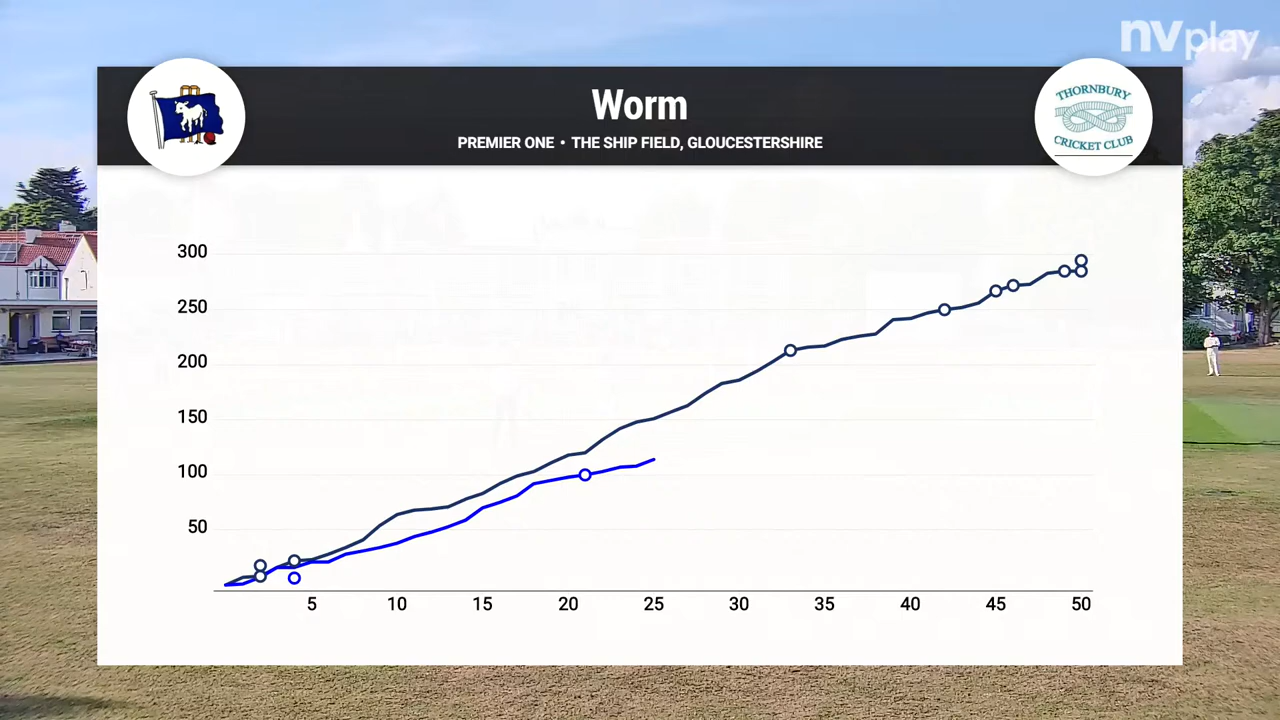 nvplay
Worm
PREMIER ONE • THE SHIP FIELD, GLOUCESTERSHIRE
THORNBURY
CRICKET CLUB
300
250
200
150
100
50
5 10 15 20 25 30 35 40 45 50